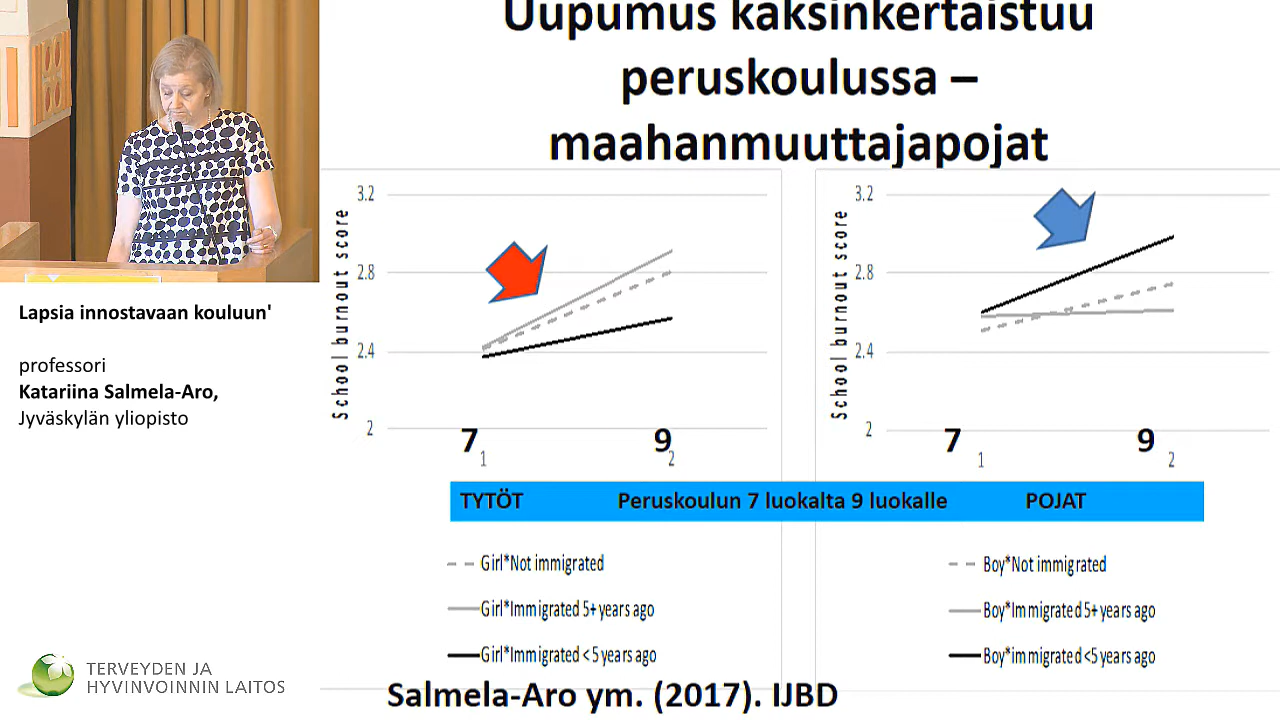 Uupumus kaksinkertaistuu
peruskoulussa –
maahanmuuttajapojat
Lapsia innostavaan kouluun'
professori
Katariina Salmela-Aro,
Jyväskylän yliopisto
TERVEYDEN JA
HYVINVOINNIN LAITOS
School burnout score
3.2
2.8
2.4
2
7
9
1
2
School burnout score
3.2
2.8
2.4
2
7
9
1
2
TYTÖT Peruskoulun 7 luokalta 9 luokalle POJAT
Girl*Not immigrated
Girl*Immigrated 5+ years ago
Girl*Immigrated <5 years ago
Boy*Not immigrated
Boy*Immigrated 5+ years ago
Boy*immigrated <5 years ago
Salmela-Aro ym. (2017). IJBD